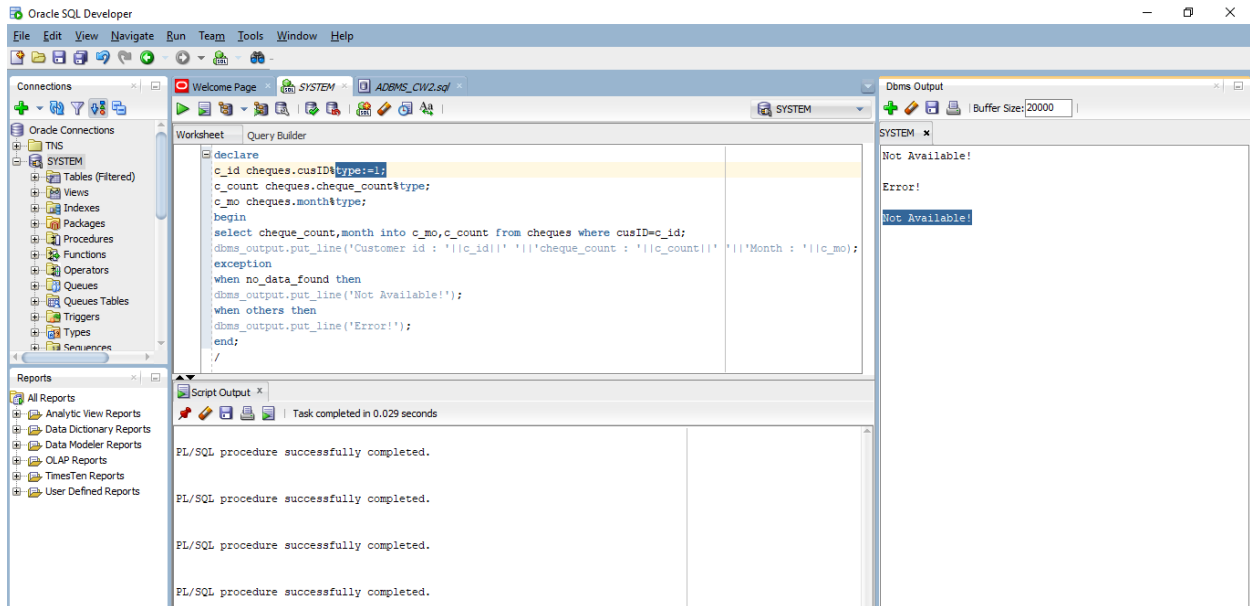 Oracle SQL Developer
File Edit View Navigate Run Team Tools Window Help
Connections
Oracle Connections
TNS
SYSTEM
Tables (Filtered)
Views
Indexes
Packages
Procedures
Functions
Operators
Queues
Queues Tables
Triggers
Types
Sequences
Reports
All Reports
Analytic View Reports
Data Dictionary Reports
Data Modeler Reports
OLAP Reports
TimesTen Reports
User Defined Reports
Welcome Page SYSTEM ADBMS_CW2.sql
SYSTEM
Worksheet Query Builder
declare
c_id cheques.cusID%type:=1;
c_count cheques.cheque_count%type;
c_mo cheques.month%type;
begin
select cheque_count,month into c_mo,c_count from cheques where cusID=c_id;
dbms_output.put_line('Customer id : '||c_id||' '||'cheque_count : '||c_count||' '||'Month : '||c_mo);
exception
when no_data_found then
dbms_output.put_line('Not Available!');
when others then
dbms_output.put_line('Error!');
end;
/
Script Output
Task completed in 0.029 seconds
PL/SQL procedure successfully completed.
PL/SQL procedure successfully completed.
PL/SQL procedure successfully completed.
PL/SQL procedure successfully completed.
Dbms Output
Buffer Size: 20000
SYSTEM
Not Available!
Error!
Not Available!